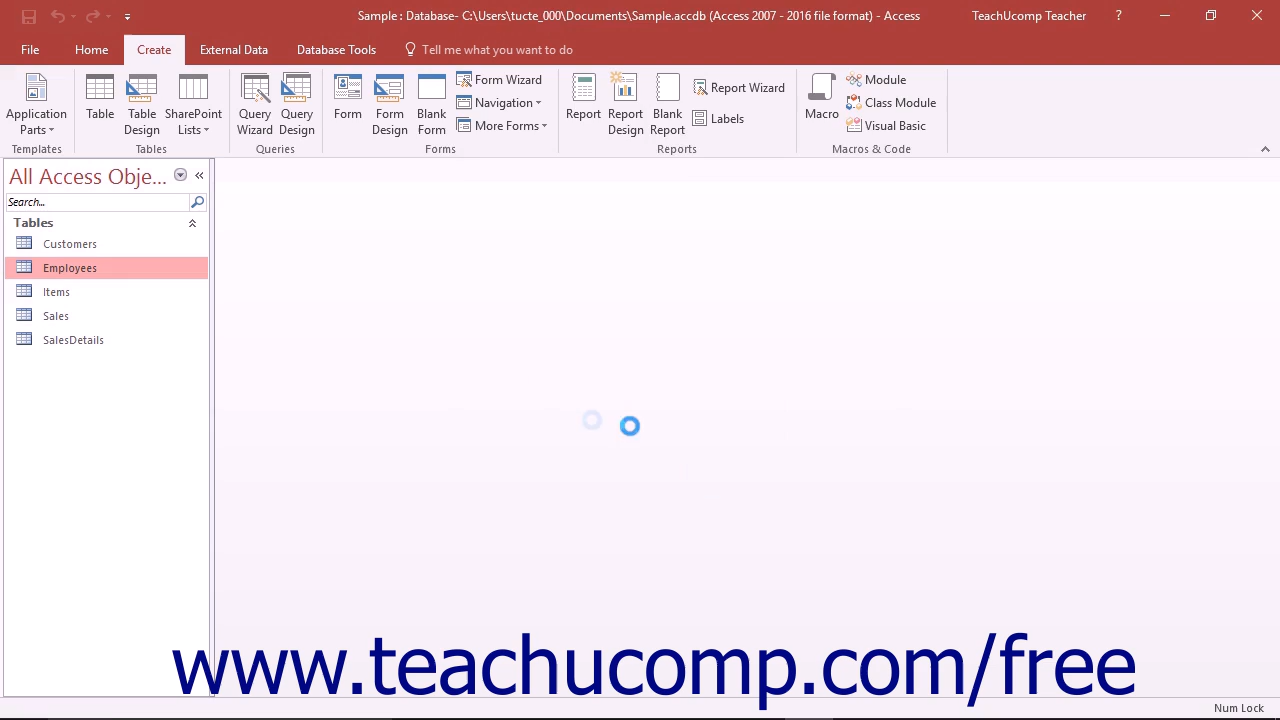 Sample : Database- C:\Users\tucte_000\Documents\Sample.accdb (Access 2007 - 2016 file format) - Access
TeachUcomp Teacher
?
File
Home
Create
External Data
Database Tools
Tell me what you want to do
Application Parts
Table
Table Design
SharePoint Lists
Query Wizard
Query Design
Form
Form Design
Blank Form
Form Wizard
Navigation
More Forms
Report
Report Design
Blank Report
Report Wizard
Labels
Macro
Module
Class Module
Visual Basic
Templates
Tables
Queries
Forms
Reports
Macros & Code
All Access Obje...
Search...
Tables
Customers
Employees
Items
Sales
SalesDetails
www.teachucomp.com/free
Num Lock